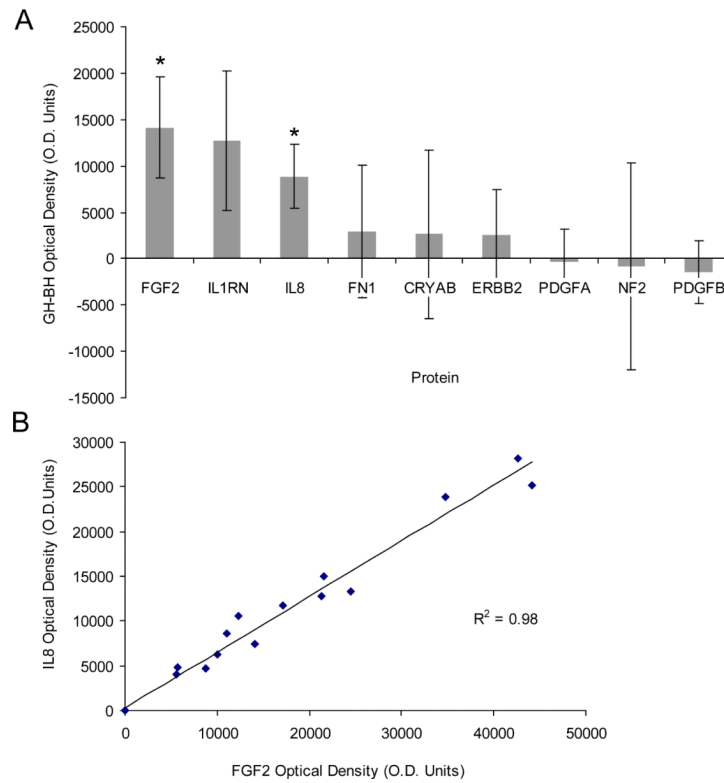 A
GH-BH Optical Density (O.D. Units)
25000
20000
15000
10000
5000
0
-5000
-10000
-15000
*
*
FGF2 IL1RN IL8 FN1 CRYAB ERBB2 PDGFA NF2 PDGFB
Protein
B
IL8 Optical Density (O.D.Units)
30000
25000
20000
15000
10000
5000
0
R² = 0.98
0 10000 20000 30000 40000 50000
FGF2 Optical Density (O.D. Units)